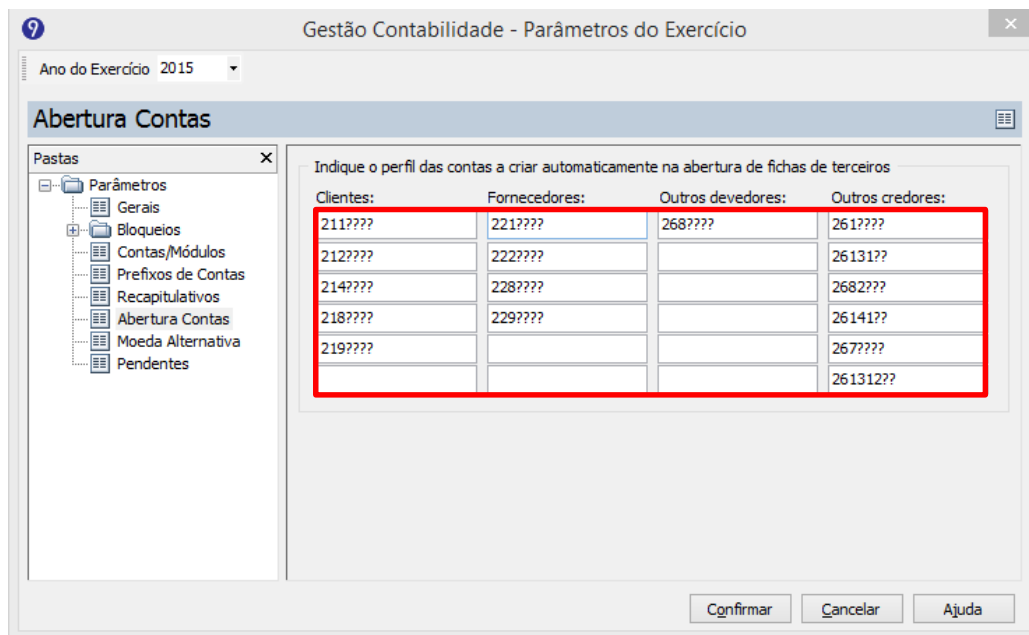 9
Gestão Contabilidade - Parâmetros do Exercício
Ano do Exercício 2015
Abertura Contas
Pastas
Parâmetros
Gerais
Bloqueios
Contas/Módulos
Prefixos de Contas
Recapitulativos
Abertura Contas
Moeda Alternativa
Pendentes
Indique o perfil das contas a criar automaticamente na abertura de fichas de terceiros
Clientes: Fornecedores: Outros devedores: Outros credores:
211???? 221???? 268???? 261????
212???? 222???? 26131??
214???? 228???? 2682???
218???? 229???? 26141??
219???? 267????
261312??
Confirmar Cancelar Ajuda